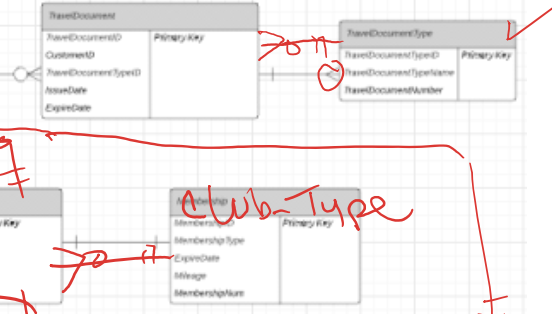 TravelDocument
TravelDocumentID Primary Key
CustomerID
TravelDocumentTypeID
IssueDate
ExpireDate
TravelDocumentType
TravelDocumentTypeID Primary Key
TravelDocumentTypeName
TravelDocumentNumber
Club-Type
Membership
y Key
MembershipID Primary Key
MembershipType
ExpireDate
Mileage
MembershipNum